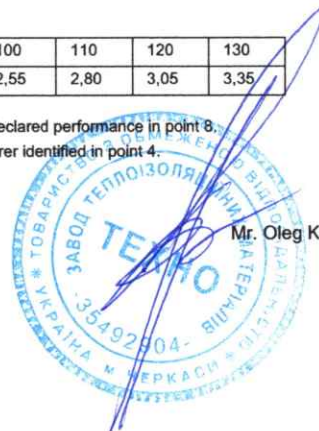 100 110 120 130
2,55 2,80 3,05 3,35
eclared performance in point 8.
rer identified in point 4.
Mr. Oleg K
ТОВАРИСТВО З ОБМЕЖЕНОЮ ВІДПОВІДАЛЬНІСТЮ
ЗАВОД ТЕПЛОІЗОЛЯЦІЙНИХ МАТЕРІАЛІВ
ТЕХНО
-35492904-
* УКРАЇНА м ЧЕРКАСИ *